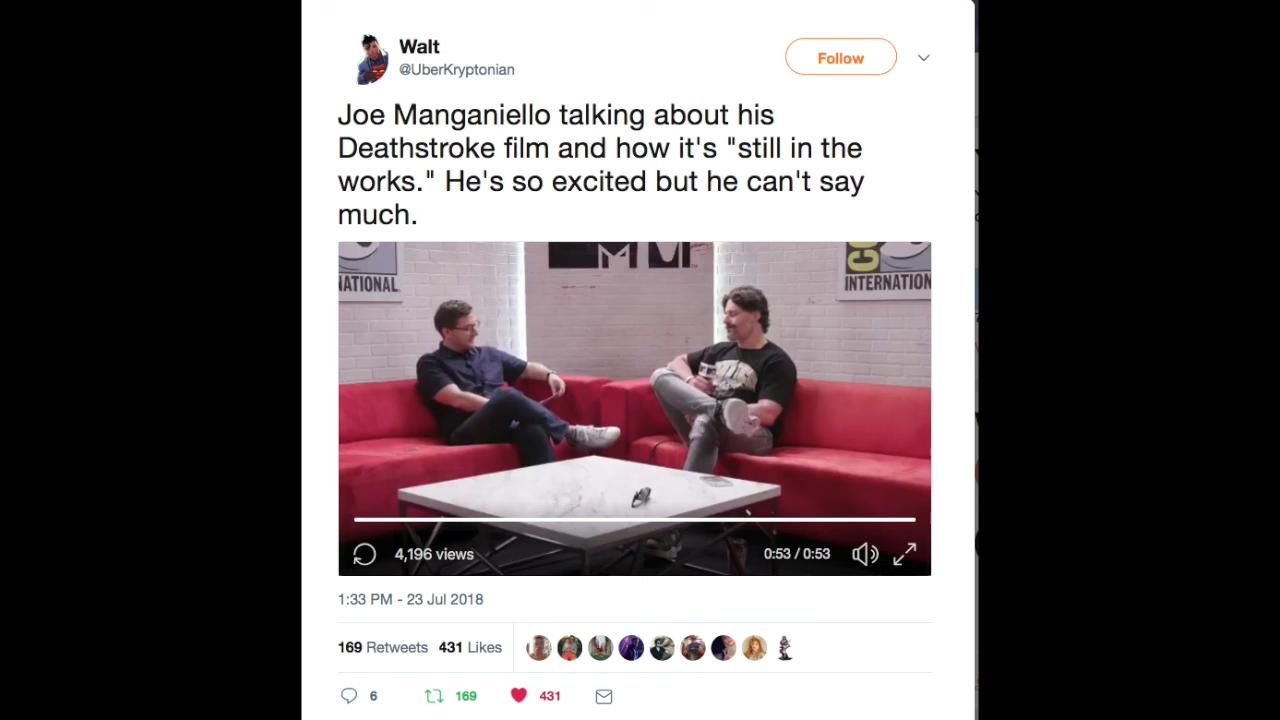 Walt
@UberKryptonian
Follow
Joe Manganiello talking about his
Deathstroke film and how it's "still in the
works." He's so excited but he can't say
much.
NATIONAL
INTERNATION
4,196 views
0:53 / 0:53
1:33 PM - 23 Jul 2018
169 Retweets 431 Likes
6 169 431